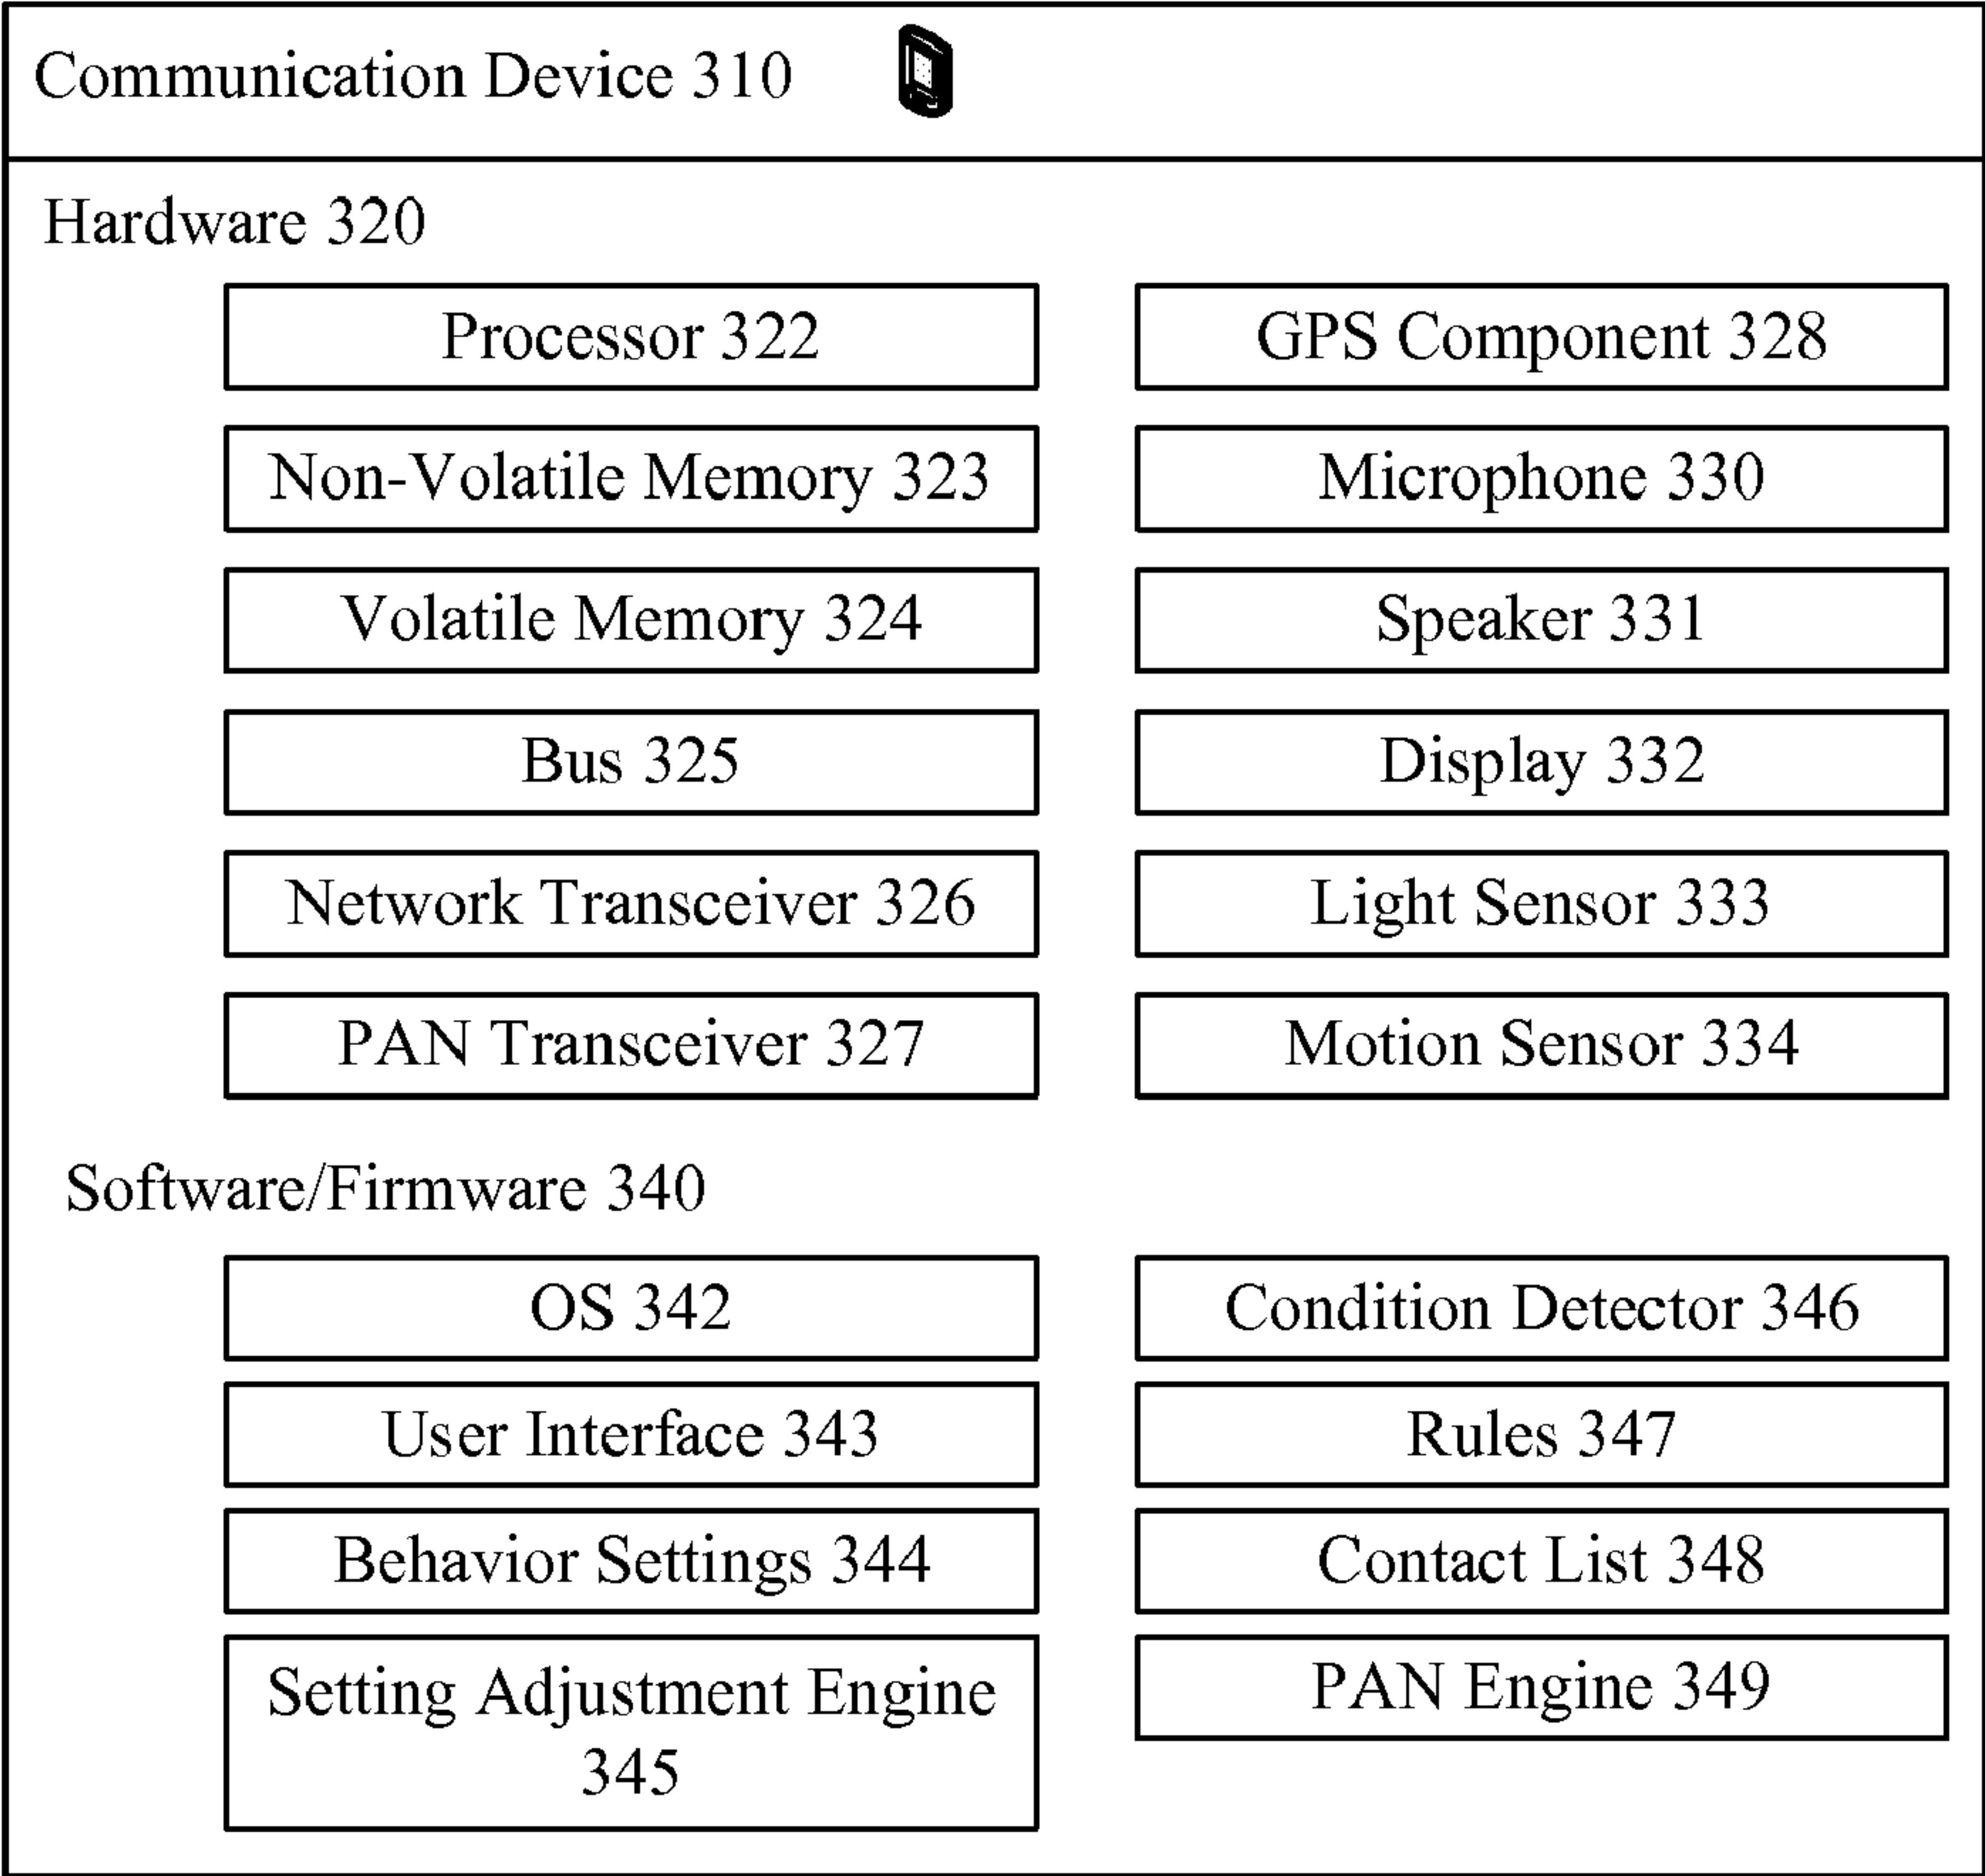 Communication Device 310
Hardware 320
Processor 322
GPS Component 328
Non-Volatile Memory 323
Microphone 330
Volatile Memory 324
Speaker 331
Bus 325
Display 332
Network Transceiver 326
Light Sensor 333
PAN Transceiver 327
Motion Sensor 334
Software/Firmware 340
OS 342
Condition Detector 346
User Interface 343
Rules 347
Behavior Settings 344
Contact List 348
Setting Adjustment Engine
345
PAN Engine 349